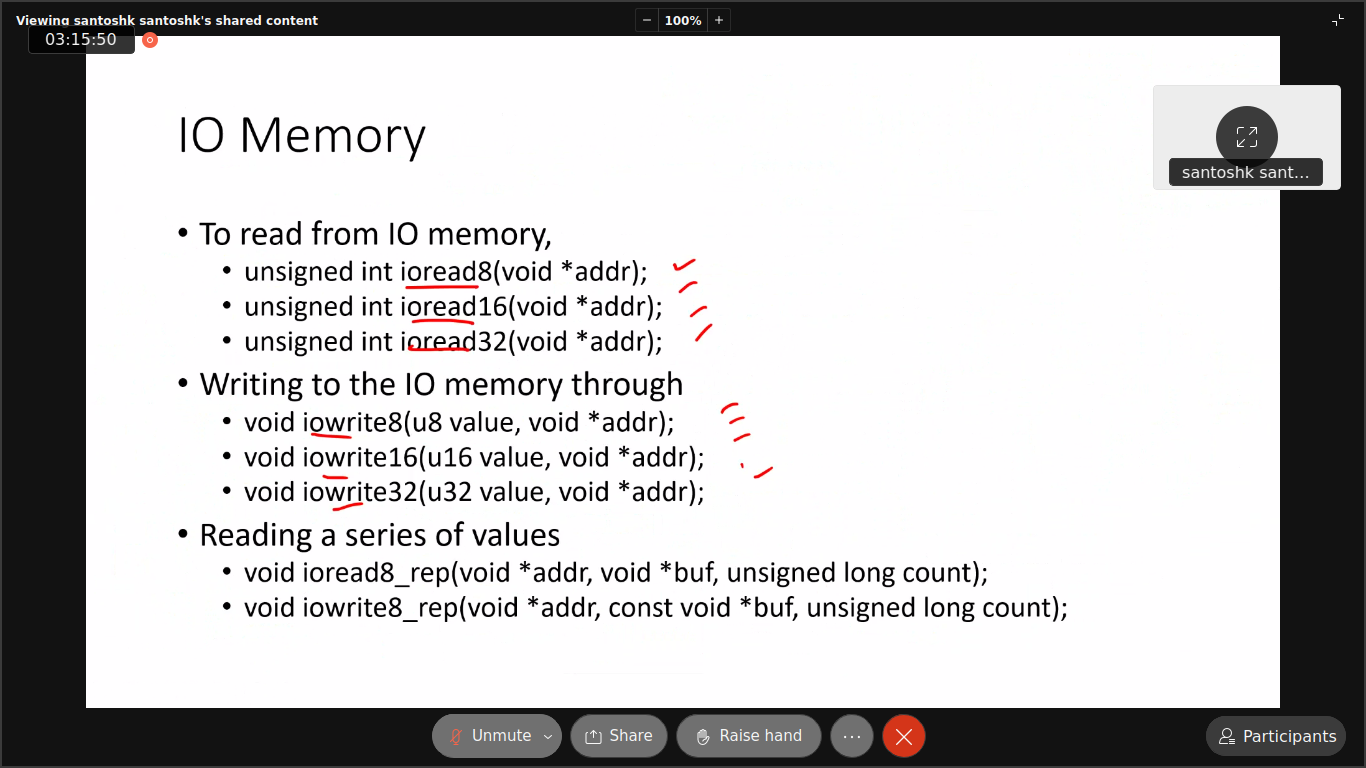 Viewing santoshk santoshk's shared content
− 100% +
03:15:50
santoshk sant...
IO Memory
• To read from IO memory,
• unsigned int ioread8(void *addr);
• unsigned int ioread16(void *addr);
• unsigned int ioread32(void *addr);
• Writing to the IO memory through
• void iowrite8(u8 value, void *addr);
• void iowrite16(u16 value, void *addr);
• void iowrite32(u32 value, void *addr);
• Reading a series of values
• void ioread8_rep(void *addr, void *buf, unsigned long count);
• void iowrite8_rep(void *addr, const void *buf, unsigned long count);
Unmute Share Raise hand ... Participants